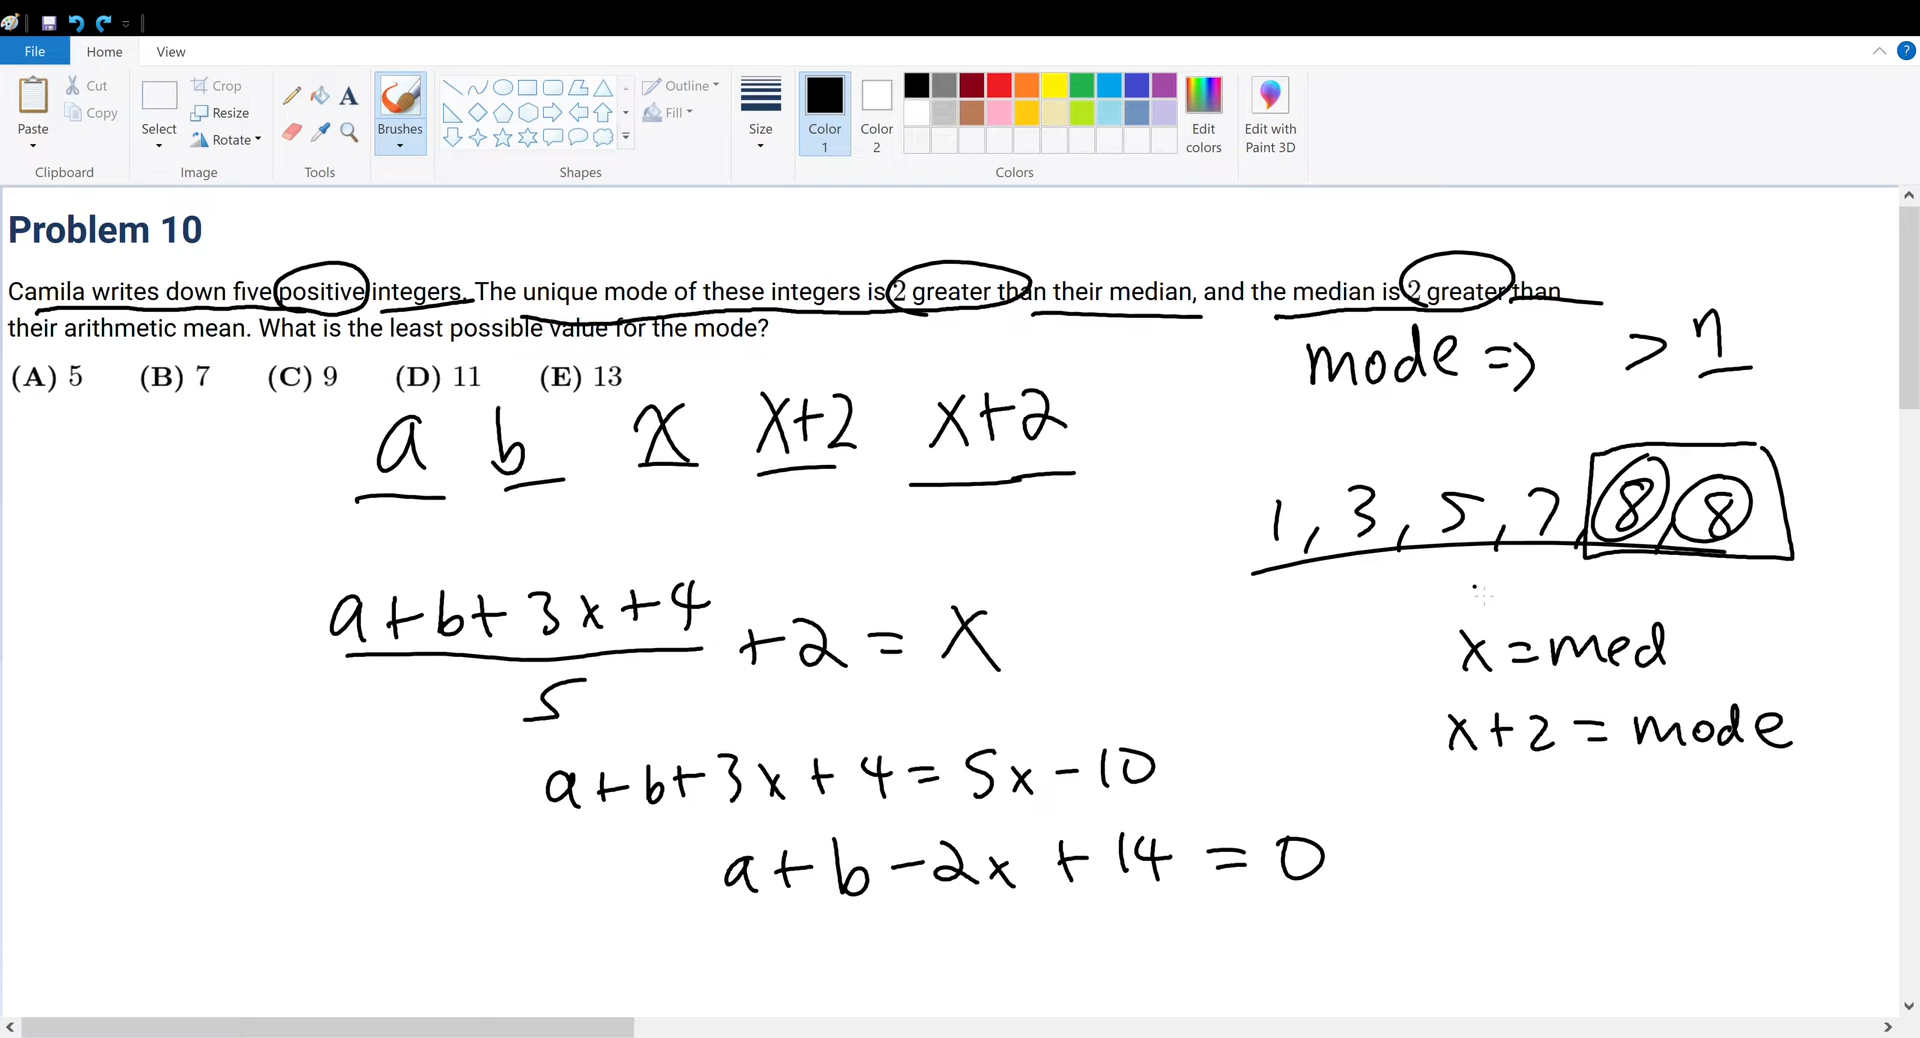 File Home View
Paste
Cut
Copy
Clipboard
Select
Crop
Resize
Rotate
Image
A
Tools
Brushes
Outline
Fill
Shapes
Size
Color 1
Color 2
Edit colors
Edit with Paint 3D
Colors
?
Problem 10
Camila writes down five positive integers. The unique mode of these integers is 2 greater than their median, and the median is 2 greater than
their arithmetic mean. What is the least possible value for the mode?
(A) 5 (B) 7 (C) 9 (D) 11 (E) 13
mode => > n
a b x x+2 x+2
1, 3, 5, 7, 8, 8
a+b+3x+4
5
+2 = x
x = med
x+2 = mode
a+b+3x+4 = 5x-10
a+b-2x+14 = 0